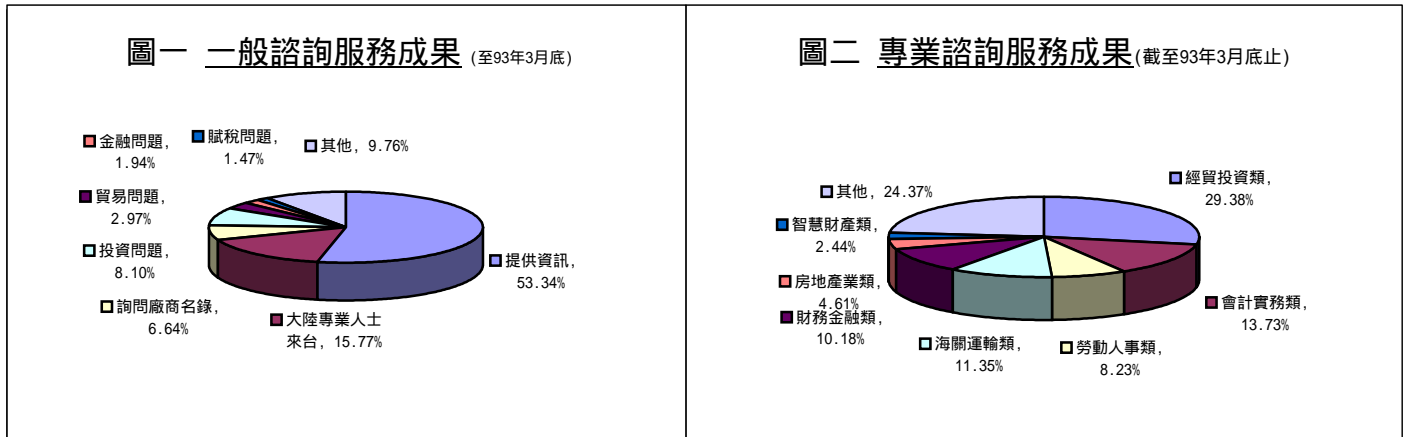 圖一 一般諮詢服務成果 (至93年3月底)
金融問題,
1.94%
賦稅問題,
1.47%
其他, 9.76%
貿易問題,
2.97%
投資問題,
8.10%
詢問廠商名錄,
6.64%
大陸專業人士
來台, 15.77%
提供資訊,
53.34%
圖二 專業諮詢服務成果(截至93年3月底止)
其他, 24.37%
經貿投資類,
29.38%
智慧財產類,
2.44%
房地產業類,
4.61%
財務金融類,
10.18%
海關運輸類,
11.35%
勞動人事類,
8.23%
會計實務類,
13.73%